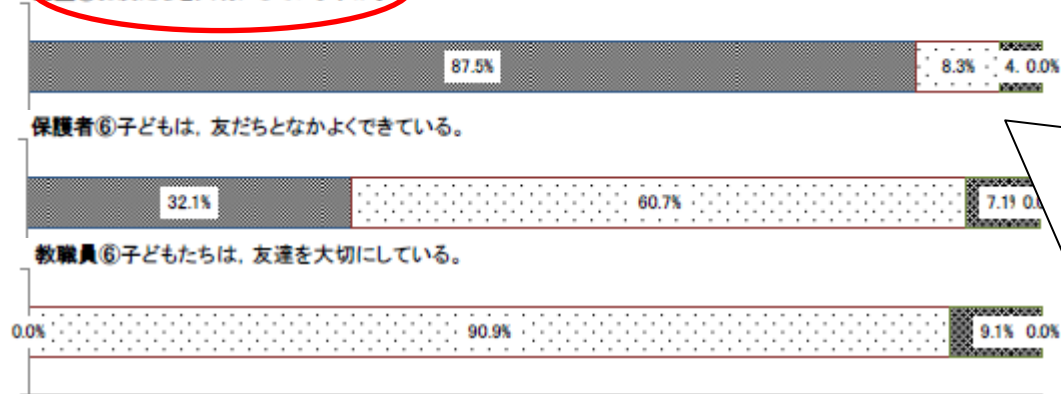 87.5% 8.3% 4. 0.0%
保護者⑥子どもは，友だちとなかよくできている。
32.1% 60.7% 7.1 0.
教職員⑥子どもたちは，友達を大切にしている。
0.0% 90.9% 9.1% 0.0%